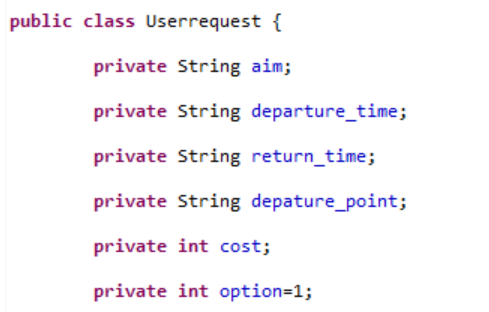 public class Userrequest {
private String aim;
private String departure_time;
private String return_time;
private String depature_point;
private int cost;
private int option=1;